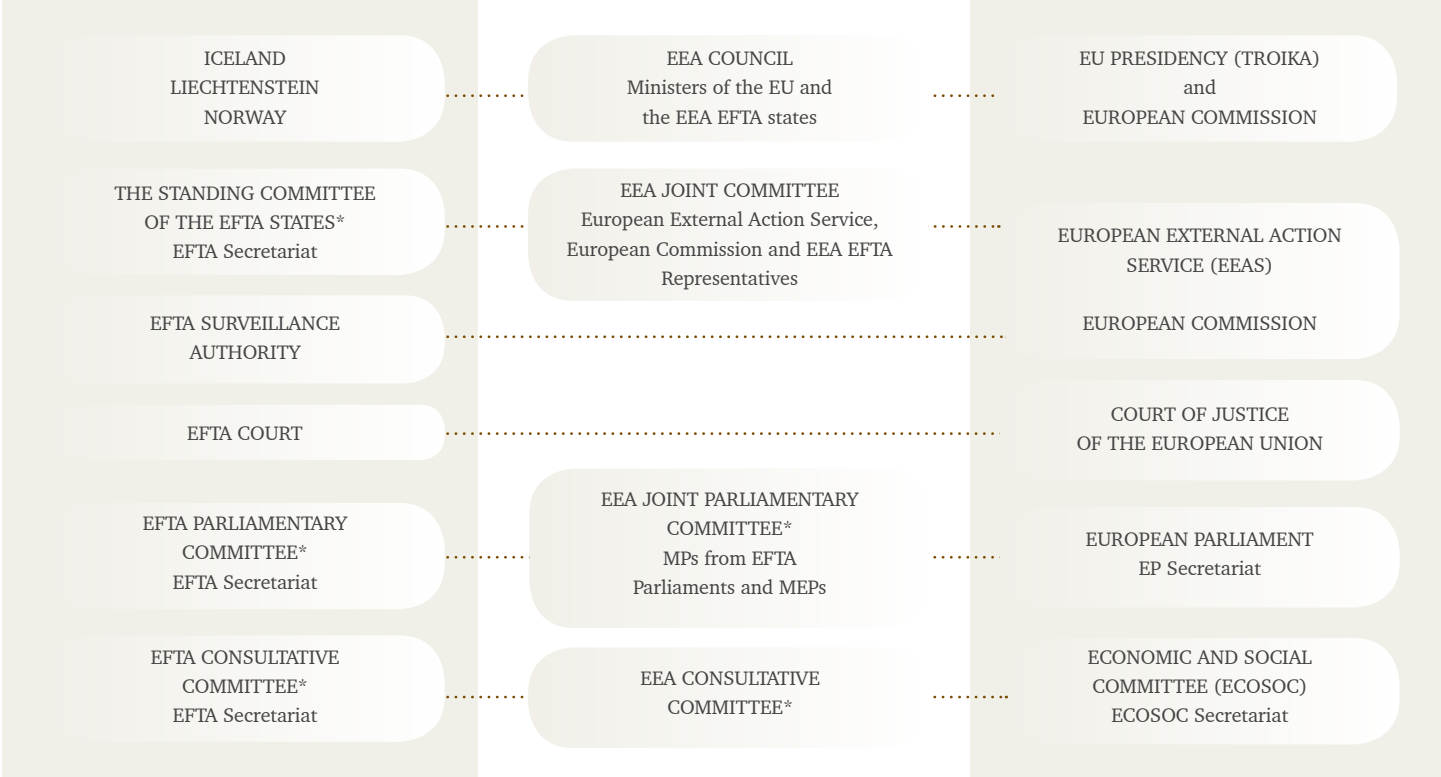 ICELAND
LIECHTENSTEIN
NORWAY
EEA COUNCIL
Ministers of the EU and
the EEA EFTA states
EU PRESIDENCY (TROIKA)
and
EUROPEAN COMMISSION
THE STANDING COMMITTEE
OF THE EFTA STATES*
EFTA Secretariat
EEA JOINT COMMITTEE
European External Action Service,
European Commission and EEA EFTA
Representatives
EUROPEAN EXTERNAL ACTION
SERVICE (EEAS)
EUROPEAN COMMISSION
EFTA SURVEILLANCE
AUTHORITY
EFTA COURT
COURT OF JUSTICE
OF THE EUROPEAN UNION
EFTA PARLIAMENTARY
COMMITTEE*
EFTA Secretariat
EEA JOINT PARLIAMENTARY
COMMITTEE*
MPs from EFTA
Parliaments and MEPs
EUROPEAN PARLIAMENT
EP Secretariat
EFTA CONSULTATIVE
COMMITTEE*
EFTA Secretariat
EEA CONSULTATIVE
COMMITTEE*
ECONOMIC AND SOCIAL
COMMITTEE (ECOSOC)
ECOSOC Secretariat